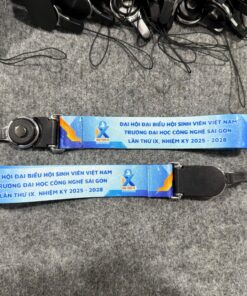 ĐẠI HỘI ĐẠI BIỂU HỘI SINH VIÊN VIỆT NAM
TRƯỜNG ĐẠI HỌC CÔNG NGHỆ SÀI GÒN
LẦN THỨ IX, NHIỆM KỲ 2025 - 2028
ĐẠI HỘI ĐẠI BIỂU HỘI SINH VIÊN VIỆT NAM
TRƯỜNG ĐẠI HỌC CÔNG NGHỆ SÀI GÒN
LẦN THỨ IX, NHIỆM KỲ 2025 - 2028